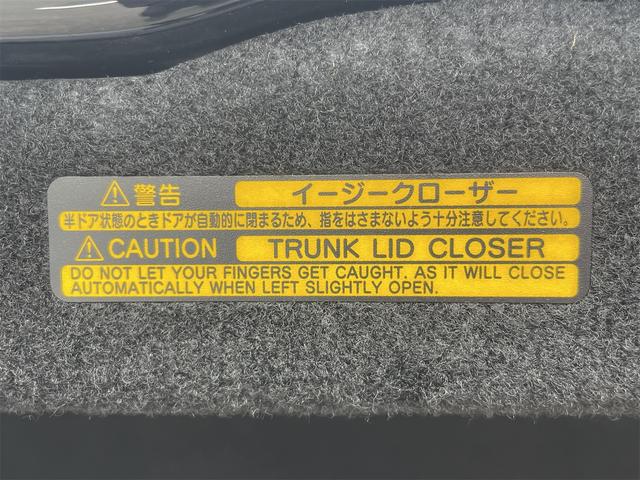 ⚠警告 イージークローザー
半ドア状態のときドアが自動的に閉まるため、指をはさまないよう十分注意してください。
⚠CAUTION TRUNK LID CLOSER
DO NOT LET YOUR FINGERS GET CAUGHT. AS IT WILL CLOSE
AUTOMATICALLY WHEN LEFT SLIGHTLY OPEN.